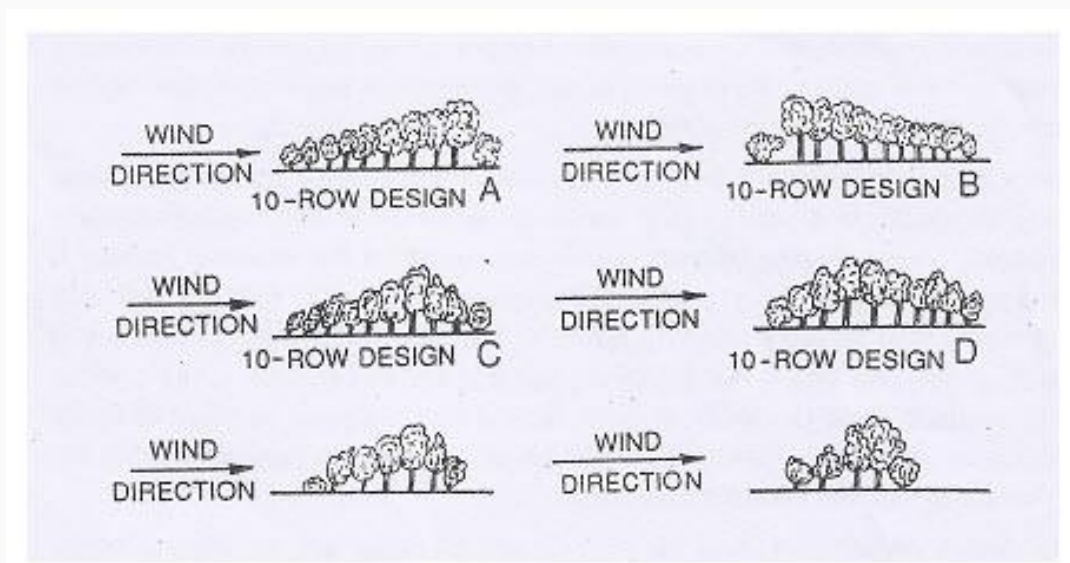 WIND
DIRECTION
10-ROW DESIGN A
WIND
DIRECTION
10-ROW DESIGN B
WIND
DIRECTION
10-ROW DESIGN C
WIND
DIRECTION
10-ROW DESIGN D
WIND
DIRECTION
WIND
DIRECTION